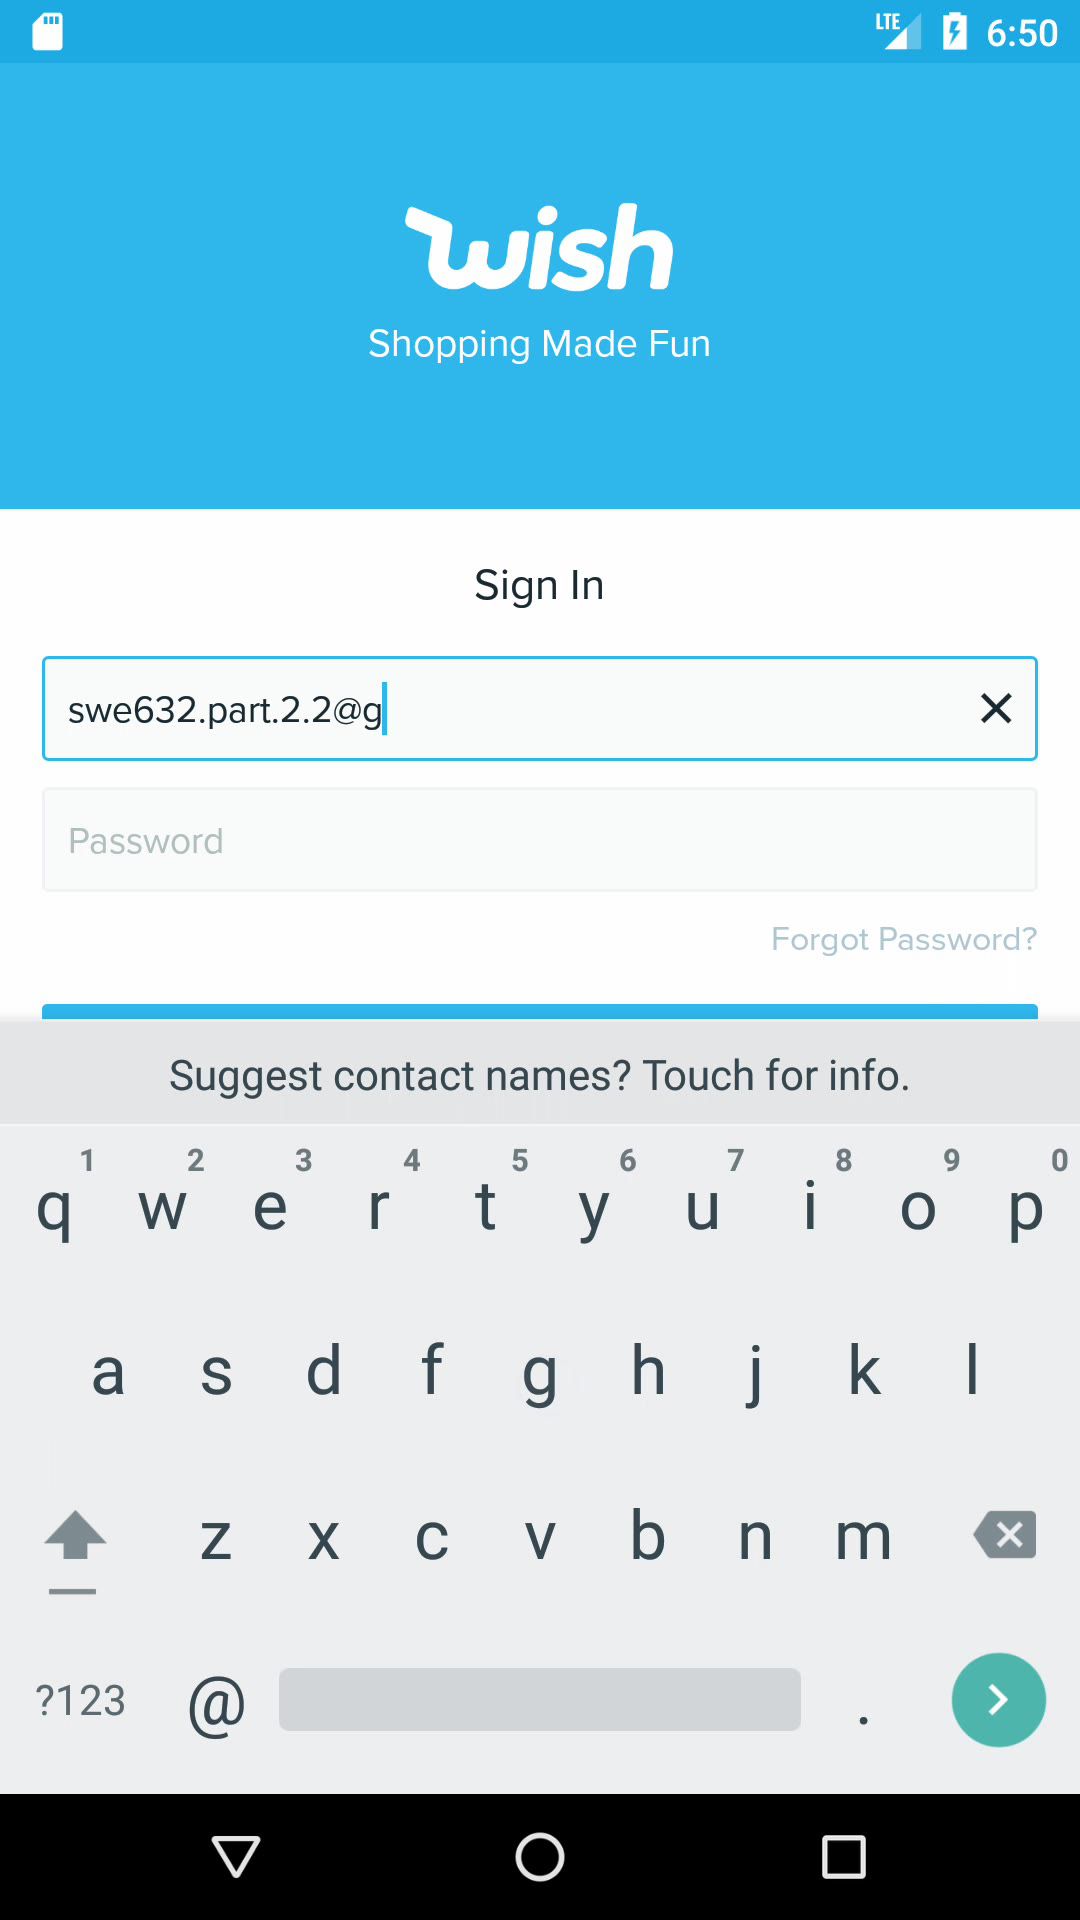 LTE 6:50
wish
Shopping Made Fun
Sign In
swe632.part.2.2@g
Password
Forgot Password?
Suggest contact names? Touch for info.
1 2 3 4 5 6 7 8 9 0
q w e r t y u i o p
a s d f g h j k l
z x c v b n m
?123 @ .